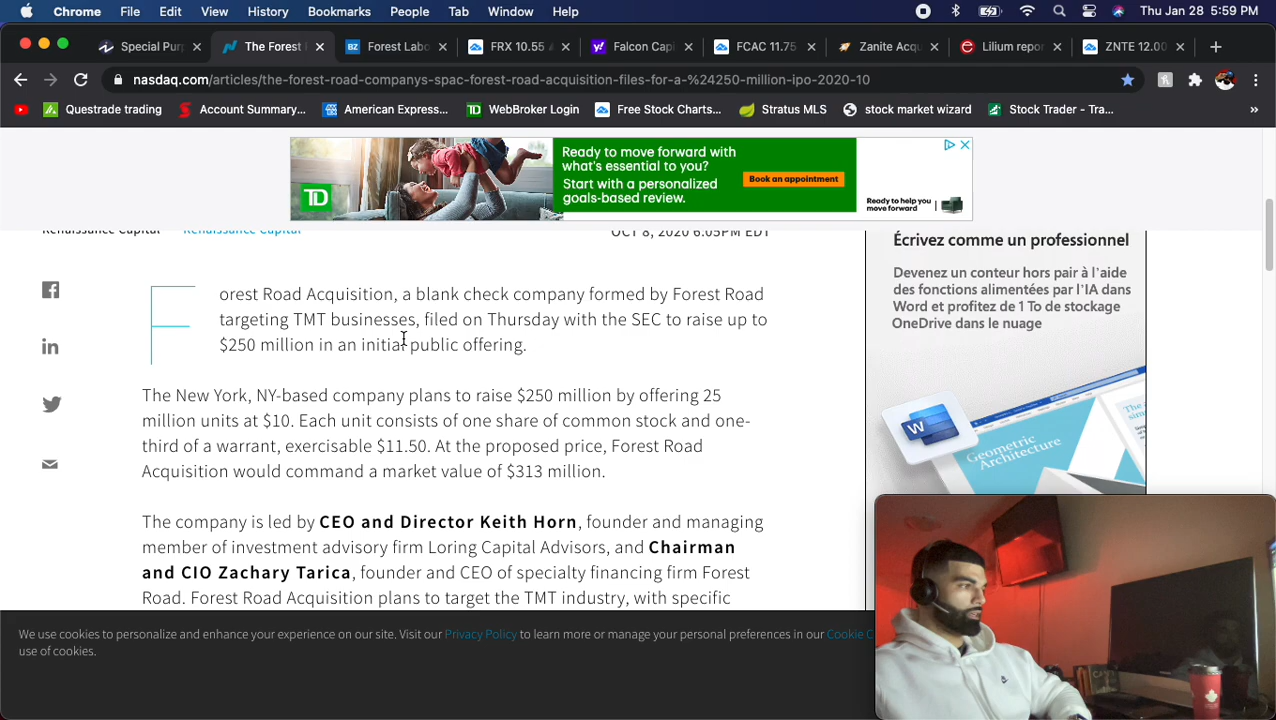 Chrome File Edit View History Bookmarks People Tab Window Help Thu Jan 28 5:59 PM
Special Pur The Forest Forest Labo FRX 10.55 Falcon Capi FCAC 11.75 Zanite Acqu Lilium repor ZNTE 12.00
nasdaq.com/articles/the-forest-road-companys-spac-forest-road-acquisition-files-for-a-%24250-million-ipo-2020-10
Questrade trading Account Summary... American Express... WebBroker Login Free Stock Charts... Stratus MLS stock market wizard Stock Trader - Tra... »
Ready to move forward with
what's essential to you?
Start with a personalized
goals-based review.
Book an appointment
Ready to help you
move forward
TD
Renaissance Capital Renaissance Capital OCT 8, 2020 6:05PM EDT
Forest Road Acquisition, a blank check company formed by Forest Road
targeting TMT businesses, filed on Thursday with the SEC to raise up to
$250 million in an initial public offering.
The New York, NY-based company plans to raise $250 million by offering 25
million units at $10. Each unit consists of one share of common stock and one-
third of a warrant, exercisable $11.50. At the proposed price, Forest Road
Acquisition would command a market value of $313 million.
The company is led by CEO and Director Keith Horn, founder and managing
member of investment advisory firm Loring Capital Advisors, and Chairman
and CIO Zachary Tarica, founder and CEO of specialty financing firm Forest
Road. Forest Road Acquisition plans to target the TMT industry, with specific
Écrivez comme un professionnel
Devenez un conteur hors pair à l'aide
des fonctions alimentées par l'IA dans
Word et profitez de 1 To de stockage
OneDrive dans le nuage
W
Geometric
Architecture
We use cookies to personalize and enhance your experience on our site. Visit our Privacy Policy to learn more or manage your personal preferences in our Cookie C
use of cookies.